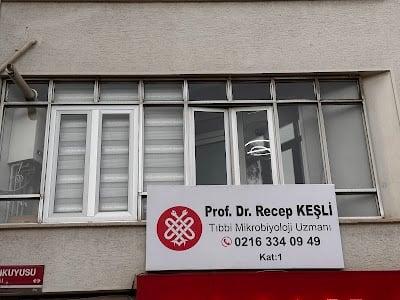 Prof. Dr. Recep KEŞLİ
Tıbbi Mikrobiyoloji Uzmanı
0216 334 09 49
Kat:1